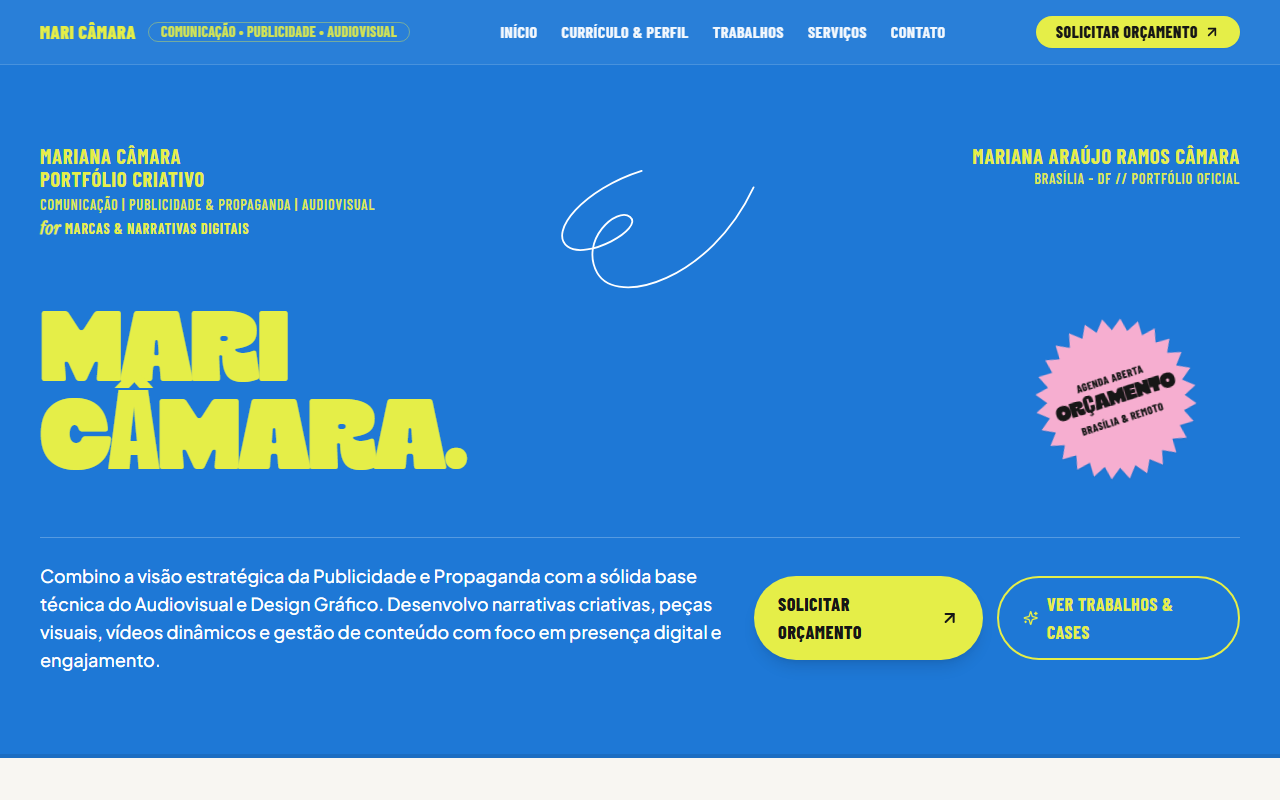 MARI CÂMARA
COMUNICAÇÃO • PUBLICIDADE • AUDIOVISUAL
INÍCIO
CURRÍCULO & PERFIL
TRABALHOS
SERVIÇOS
CONTATO
SOLICITAR ORÇAMENTO
MARIANA CÂMARA
PORTFÓLIO CRIATIVO
COMUNICAÇÃO | PUBLICIDADE & PROPAGANDA | AUDIOVISUAL
for MARCAS & NARRATIVAS DIGITAIS
MARIANA ARAÚJO RAMOS CÂMARA
BRASÍLIA - DF // PORTFÓLIO OFICIAL
MARI
CÂMARA.
AGENDA ABERTA
ORÇAMENTO
BRASÍLIA & REMOTO
Combino a visão estratégica da Publicidade e Propaganda com a sólida base
técnica do Audiovisual e Design Gráfico. Desenvolvo narrativas criativas, peças
visuais, vídeos dinâmicos e gestão de conteúdo com foco em presença digital e
engajamento.
SOLICITAR
ORÇAMENTO
VER TRABALHOS &
CASES